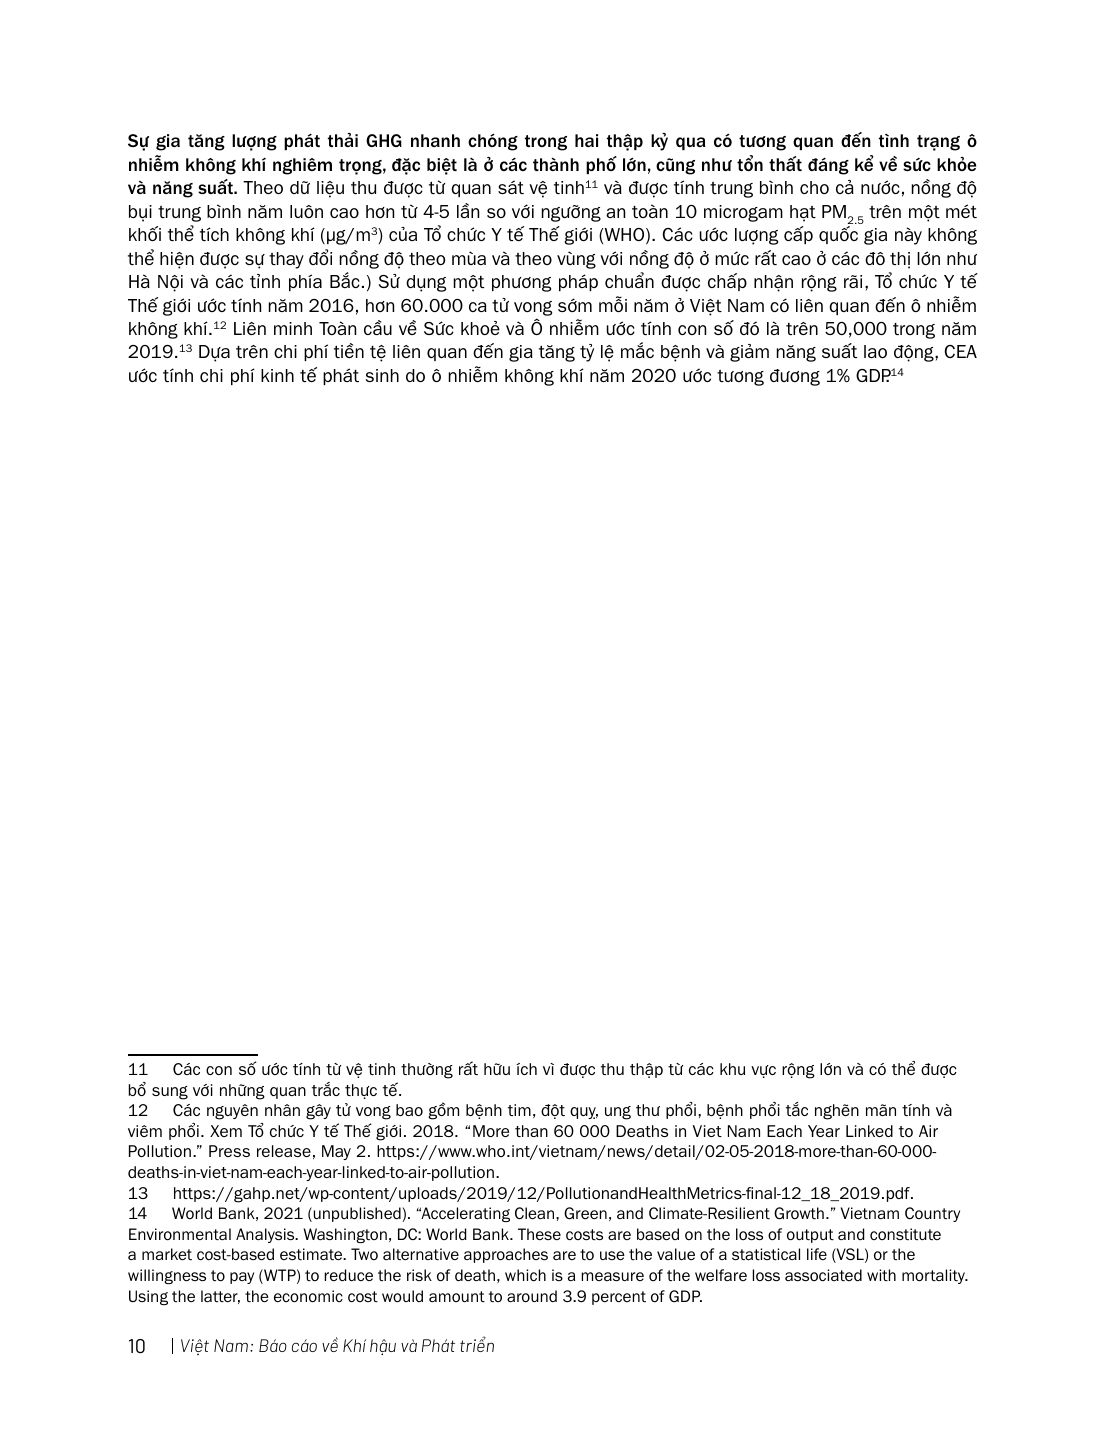 Sự gia tăng lượng phát thải GHG nhanh chóng trong hai thập kỷ qua có tương quan đến tình trạng ô
nhiễm không khí nghiêm trọng, đặc biệt là ở các thành phố lớn, cũng như tổn thất đáng kể về sức khỏe
và năng suất. Theo dữ liệu thu được từ quan sát vệ tinh¹¹ và được tính trung bình cho cả nước, nồng độ
bụi trung bình năm luôn cao hơn từ 4-5 lần so với ngưỡng an toàn 10 microgam hạt PM₂.₅ trên một mét
khối thể tích không khí (µg/m³) của Tổ chức Y tế Thế giới (WHO). Các ước lượng cấp quốc gia này không
thể hiện được sự thay đổi nồng độ theo mùa và theo vùng với nồng độ ở mức rất cao ở các đô thị lớn như
Hà Nội và các tỉnh phía Bắc.) Sử dụng một phương pháp chuẩn được chấp nhận rộng rãi, Tổ chức Y tế
Thế giới ước tính năm 2016, hơn 60.000 ca tử vong sớm mỗi năm ở Việt Nam có liên quan đến ô nhiễm
không khí.¹² Liên minh Toàn cầu về Sức khoẻ và Ô nhiễm ước tính con số đó là trên 50,000 trong năm
2019.¹³ Dựa trên chi phí tiền tệ liên quan đến gia tăng tỷ lệ mắc bệnh và giảm năng suất lao động, CEA
ước tính chi phí kinh tế phát sinh do ô nhiễm không khí năm 2020 ước tương đương 1% GDP.¹⁴
11 Các con số ước tính từ vệ tinh thường rất hữu ích vì được thu thập từ các khu vực rộng lớn và có thể được
bổ sung với những quan trắc thực tế.
12 Các nguyên nhân gây tử vong bao gồm bệnh tim, đột quỵ, ung thư phổi, bệnh phổi tắc nghẽn mãn tính và
viêm phổi. Xem Tổ chức Y tế Thế giới. 2018. “More than 60 000 Deaths in Viet Nam Each Year Linked to Air
Pollution.” Press release, May 2. https://www.who.int/vietnam/news/detail/02-05-2018-more-than-60-000-
deaths-in-viet-nam-each-year-linked-to-air-pollution.
13 https://gahp.net/wp-content/uploads/2019/12/PollutionandHealthMetrics-final-12_18_2019.pdf.
14 World Bank, 2021 (unpublished). “Accelerating Clean, Green, and Climate-Resilient Growth.” Vietnam Country
Environmental Analysis. Washington, DC: World Bank. These costs are based on the loss of output and constitute
a market cost-based estimate. Two alternative approaches are to use the value of a statistical life (VSL) or the
willingness to pay (WTP) to reduce the risk of death, which is a measure of the welfare loss associated with mortality.
Using the latter, the economic cost would amount to around 3.9 percent of GDP.
10 | Việt Nam: Báo cáo về Khí hậu và Phát triển